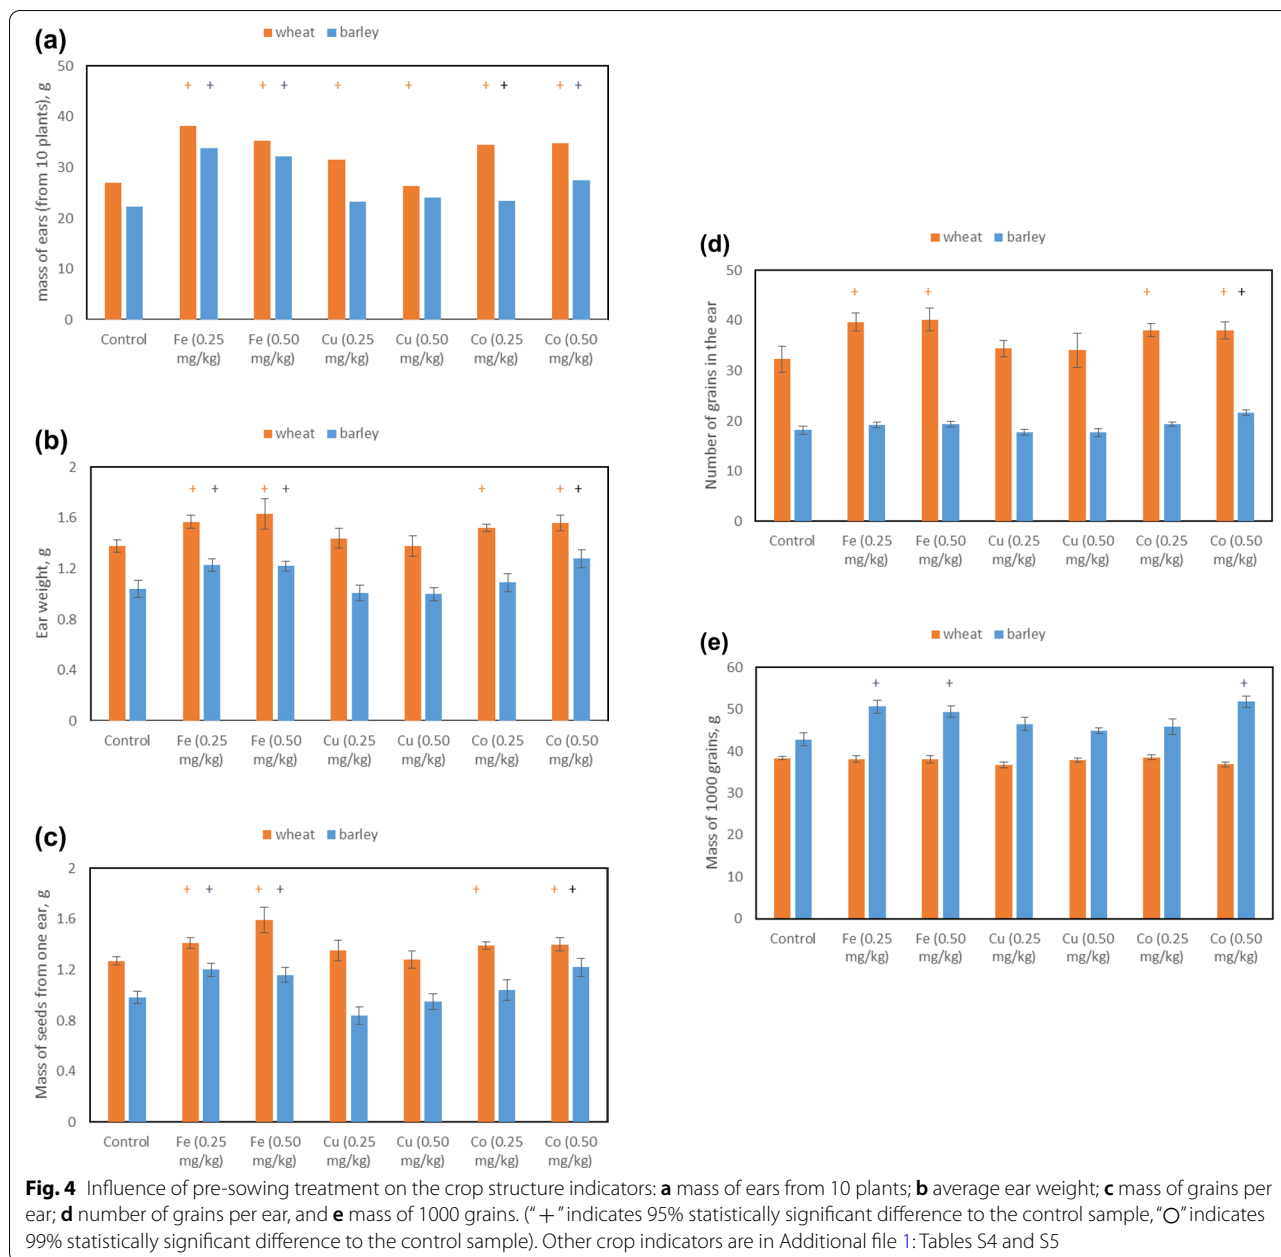 (a)
wheat barley
mass of ears (from 10 plants), g
50
40
30
20
10
0
+ + + + + + + + + +
Control Fe (0.25 mg/kg) Fe (0.50 mg/kg) Cu (0.25 mg/kg) Cu (0.50 mg/kg) Co (0.25 mg/kg) Co (0.50 mg/kg)
(b)
wheat barley
Ear weight, g
2
1.6
1.2
0.8
0.4
0
+ + + + + + +
Control Fe (0.25 mg/kg) Fe (0.50 mg/kg) Cu (0.25 mg/kg) Cu (0.50 mg/kg) Co (0.25 mg/kg) Co (0.50 mg/kg)
(c)
wheat barley
Mass of seeds from one ear, g
2
1.6
1.2
0.8
0.4
0
+ + + + + + +
Control Fe (0.25 mg/kg) Fe (0.50 mg/kg) Cu (0.25 mg/kg) Cu (0.50 mg/kg) Co (0.25 mg/kg) Co (0.50 mg/kg)
(d)
wheat barley
Number of grains in the ear
50
40
30
20
10
0
+ + + + +
Control Fe (0.25 mg/kg) Fe (0.50 mg/kg) Cu (0.25 mg/kg) Cu (0.50 mg/kg) Co (0.25 mg/kg) Co (0.50 mg/kg)
(e)
wheat barley
Mass of 1000 grains, g
60
50
40
30
20
10
0
+ + +
Control Fe (0.25 mg/kg) Fe (0.50 mg/kg) Cu (0.25 mg/kg) Cu (0.50 mg/kg) Co (0.25 mg/kg) Co (0.50 mg/kg)
Fig. 4 Influence of pre-sowing treatment on the crop structure indicators: a mass of ears from 10 plants; b average ear weight; c mass of grains per
ear; d number of grains per ear, and e mass of 1000 grains. (“+” indicates 95% statistically significant difference to the control sample, “O” indicates
99% statistically significant difference to the control sample). Other crop indicators are in Additional file 1: Tables S4 and S5